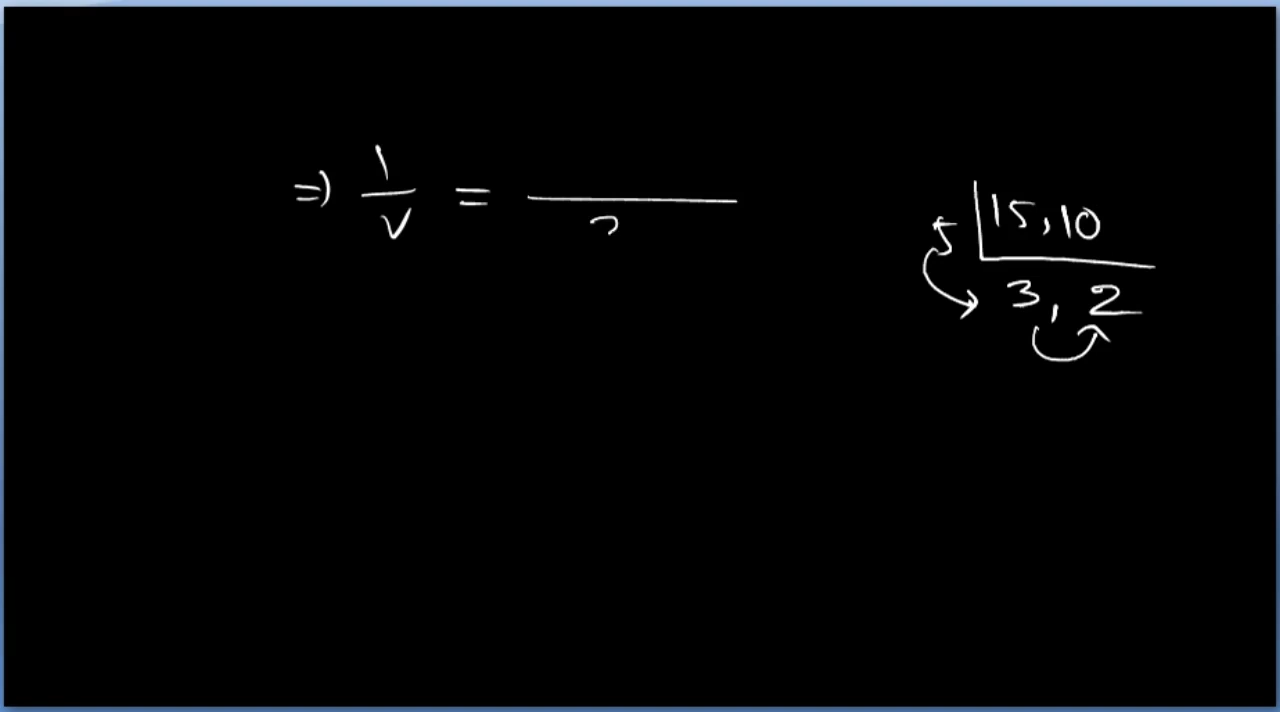 ⇒ 1/v = —/
5 | 15, 10
3, 2